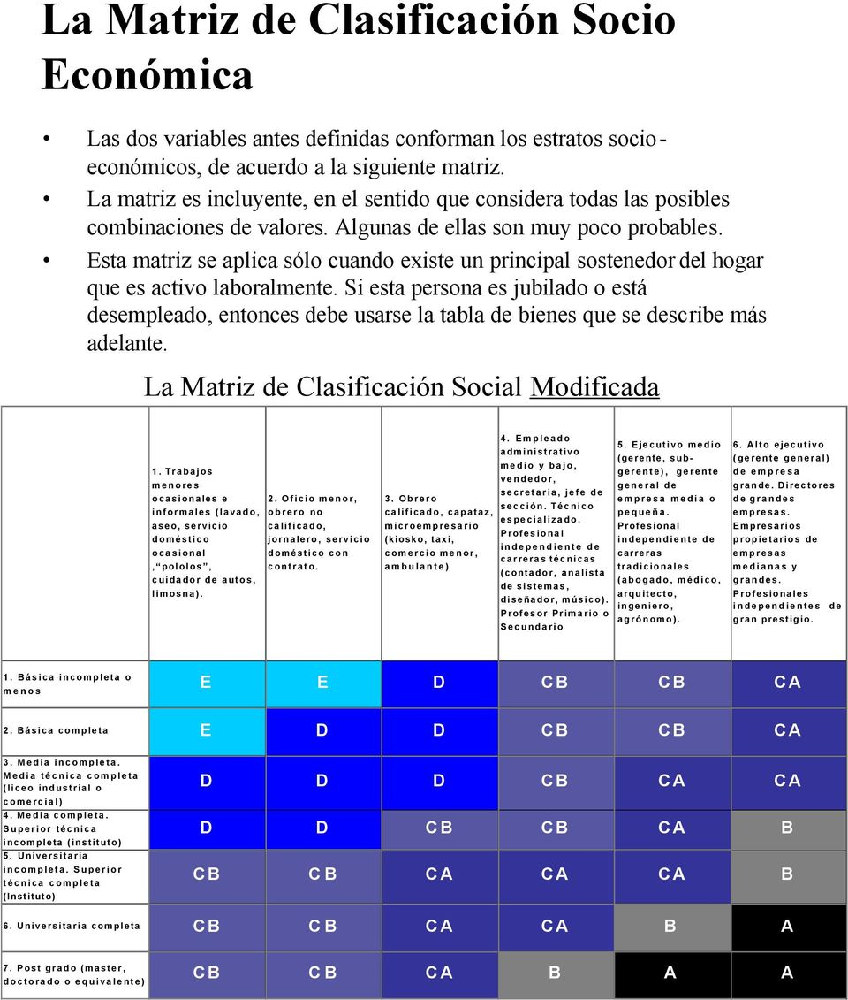 La Matriz de Clasificación Socio
Económica
• Las dos variables antes definidas conforman los estratos socio-
económicos, de acuerdo a la siguiente matriz.
• La matriz es incluyente, en el sentido que considera todas las posibles
combinaciones de valores. Algunas de ellas son muy poco probables.
• Esta matriz se aplica sólo cuando existe un principal sostenedor del hogar
que es activo laboralmente. Si esta persona es jubilado o está
desempleado, entonces debe usarse la tabla de bienes que se describe más
adelante.
La Matriz de Clasificación Social Modificada
1. Trabajos
menores
ocasionales e
informales (lavado,
aseo, servicio
doméstico
ocasional
,“pololos”,
cuidador de autos,
limosna).
2. Oficio menor,
obrero no
calificado,
jornalero, servicio
doméstico con
contrato.
3. Obrero
calificado, capataz,
microempresario
(kiosko, taxi,
comercio menor,
ambulante)
4. Empleado
administrativo
medio y bajo,
vendedor,
secretaria, jefe de
sección. Técnico
especializado.
Profesional
independiente de
carreras técnicas
(contador, analista
de sistemas,
diseñador, músico).
Profesor Primario o
Secundario
5. Ejecutivo medio
(gerente, sub-
gerente), gerente
general de
empresa media o
pequeña.
Profesional
independiente de
carreras
tradicionales
(abogado, médico,
arquitecto,
ingeniero,
agrónomo).
6. Alto ejecutivo
(gerente general)
de empresa
grande. Directores
de grandes
empresas.
Empresarios
propietarios de
empresas
medianas y
grandes.
Profesionales
independientes de
gran prestigio.
1. Básica incompleta o
menos
E E D CB CB CA
2. Básica completa E D D CB CB CA
3. Media incompleta.
Media técnica completa
(liceo industrial o
comercial)
D D D CB CA CA
4. Media completa.
Superior técnica
incompleta (instituto)
D D CB CB CA B
5. Universitaria
incompleta. Superior
técnica completa
(Instituto)
CB CB CA CA CA B
6. Universitaria completa CB CB CA CA B A
7. Post grado (master,
doctorado o equivalente)
CB CB CA B A A